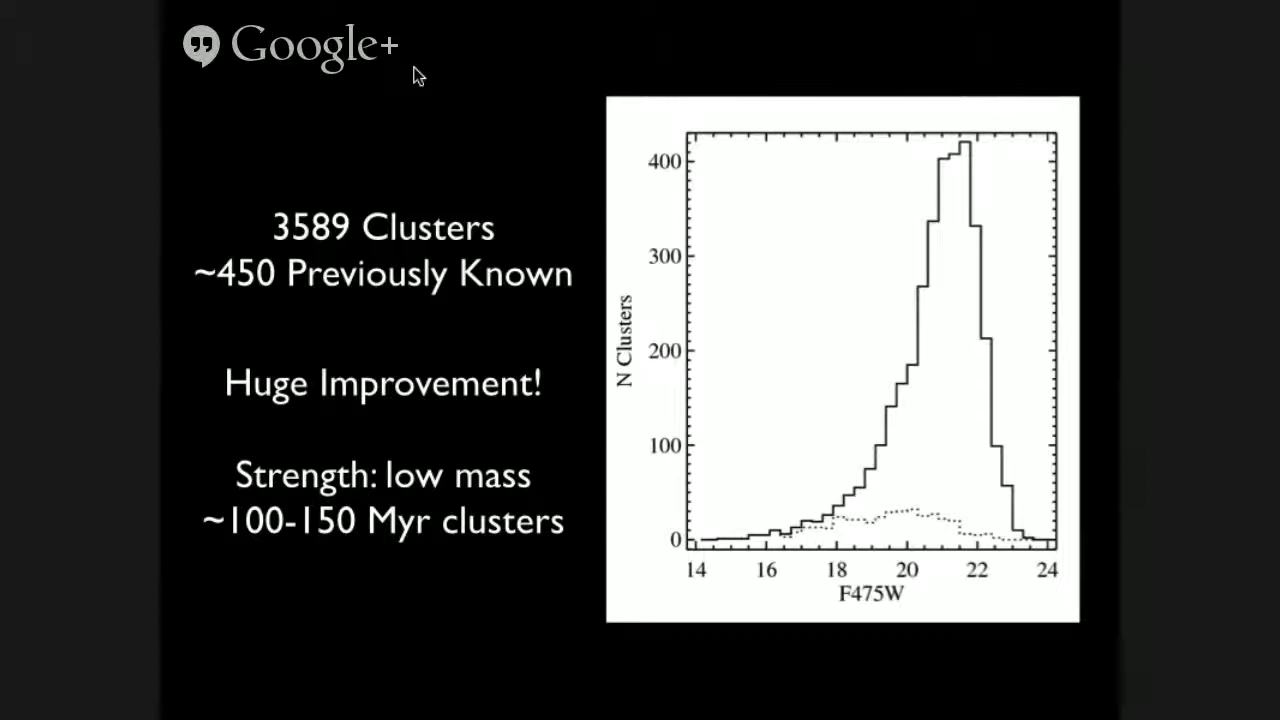 Google+
3589 Clusters
~450 Previously Known
Huge Improvement!
Strength: low mass
~100-150 Myr clusters
N Clusters
400
300
200
100
0
14 16 18 20 22 24
F475W